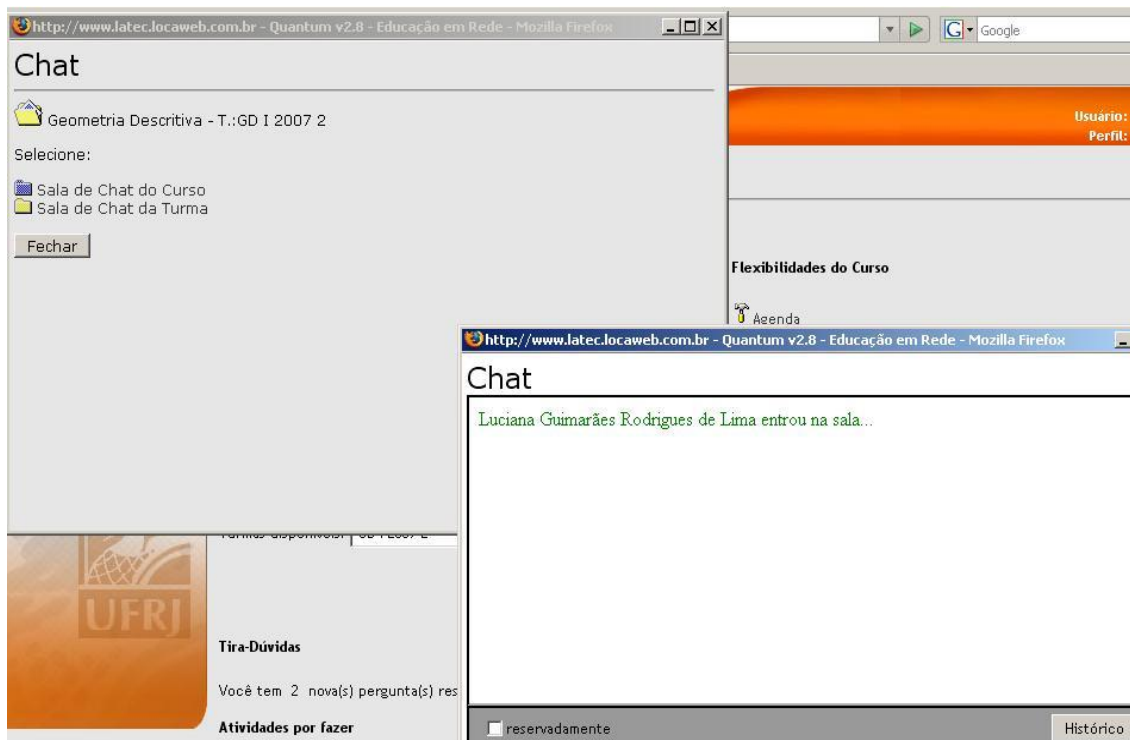 http://www.latec.locaweb.com.br - Quantum v2.8 - Educação em Rede - Mozilla Firefox
Chat
Geometria Descritiva - T.:GD I 2007 2
Selecione:
Sala de Chat do Curso
Sala de Chat da Turma
Fechar
G Google
Usuário:
Perfil:
Flexibilidades do Curso
Agenda
http://www.latec.locaweb.com.br - Quantum v2.8 - Educação em Rede - Mozilla Firefox
Chat
Luciana Guimarães Rodrigues de Lima entrou na sala...
reservadamente
Histórico
UFRJ
Tira-Dúvidas
Você tem 2 nova(s) pergunta(s) res
Atividades por fazer